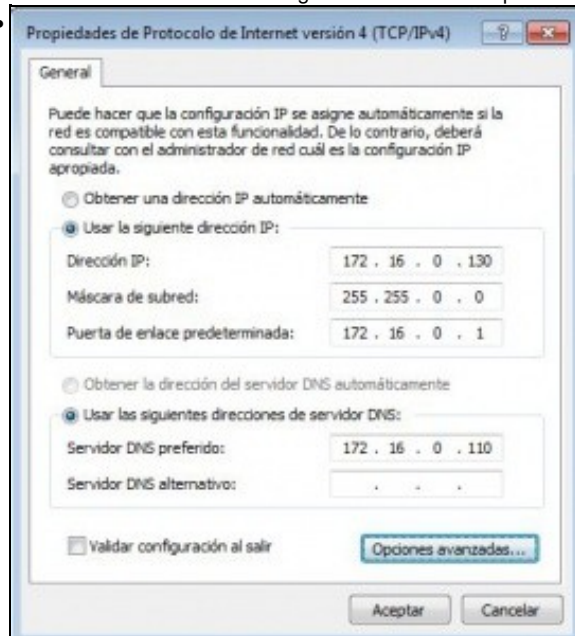 Propiedades de Protocolo de Internet versión 4 (TCP/IPv4)
General
Puede hacer que la configuración IP se asigne automáticamente si la
red es compatible con esta funcionalidad. De lo contrario, deberá
consultar con el administrador de red cuál es la configuración IP
apropiada.
Obtener una dirección IP automáticamente
Usar la siguiente dirección IP:
Dirección IP: 172 . 16 . 0 . 130
Máscara de subred: 255 . 255 . 0 . 0
Puerta de enlace predeterminada: 172 . 16 . 0 . 1
Obtener la dirección del servidor DNS automáticamente
Usar las siguientes direcciones de servidor DNS:
Servidor DNS preferido: 172 . 16 . 0 . 110
Servidor DNS alternativo: . . .
Validar configuración al salir Opciones avanzadas...
Aceptar Cancelar